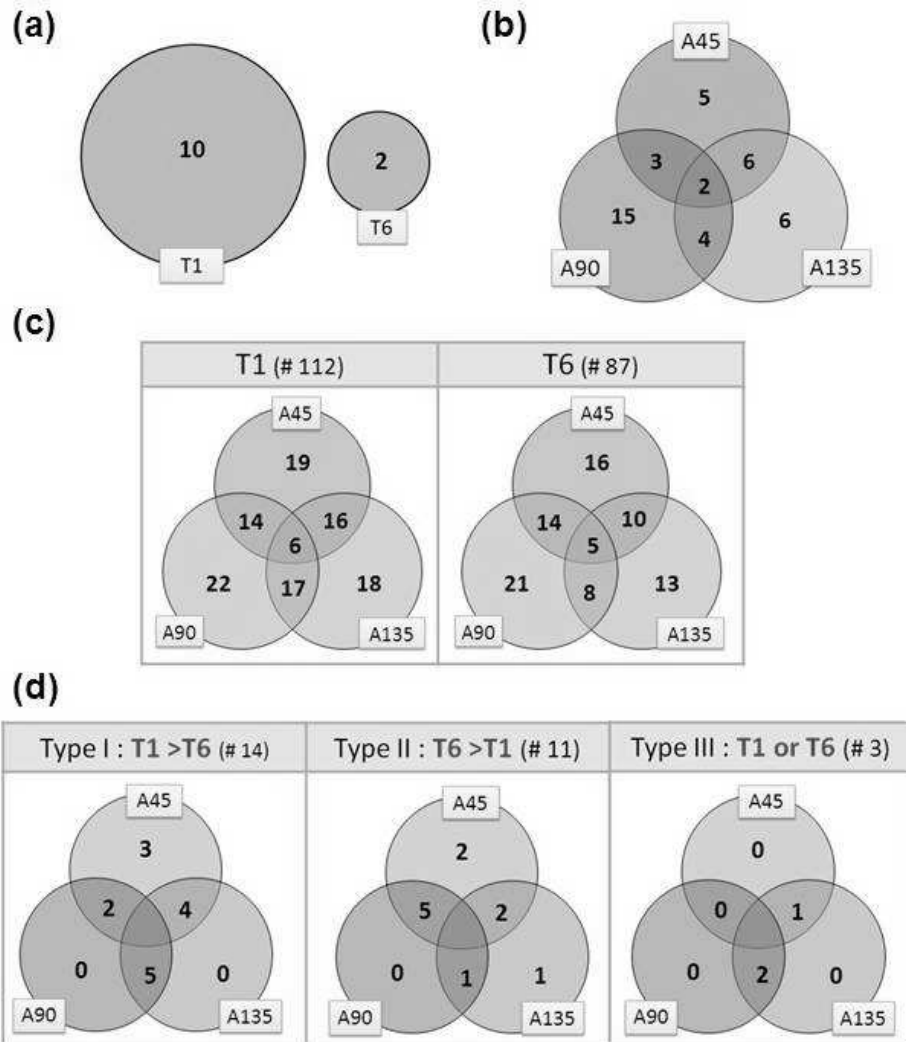 (a)
10
2
T1
T6
(b)
A45
5
3
6
2
15
4
6
A90
A135
(c)
T1 (# 112)
T6 (# 87)
A45
19
14
16
6
22
17
18
A90
A135
A45
16
14
10
5
21
8
13
A90
A135
(d)
Type I : T1 >T6 (# 14)
Type II : T6 >T1 (# 11)
Type III : T1 or T6 (# 3)
A45
3
2
4
0
5
0
A90
A135
A45
2
5
2
0
1
1
A90
A135
A45
0
0
1
0
2
0
A90
A135